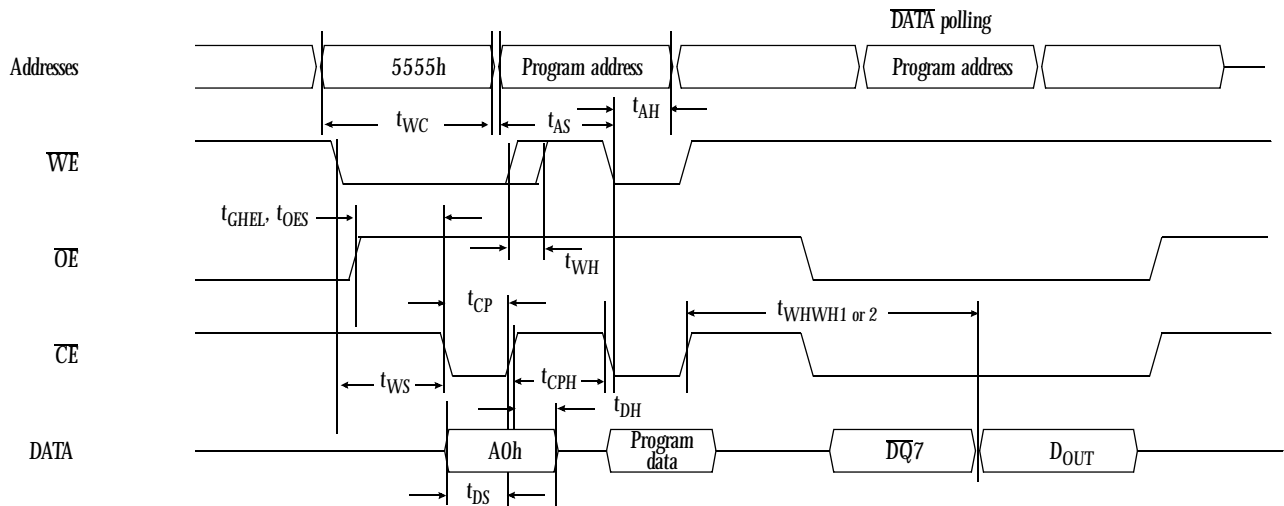 DATA polling
Addresses 5555h Program address Program address
tAH
tWC tAS
WE
tGHEL, tOES
OE
tWH
tCP
tWHWH1 or 2
CE
tWS tCPH
tDH
DATA A0h Program data DQ7 DOUT
tDS